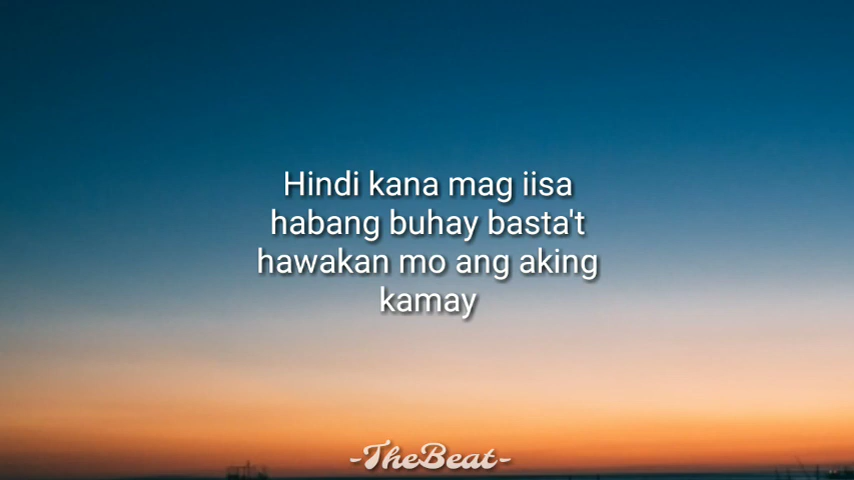 Hindi kana mag iisa
habang buhay basta't
hawakan mo ang aking
kamay
-TheBeat-